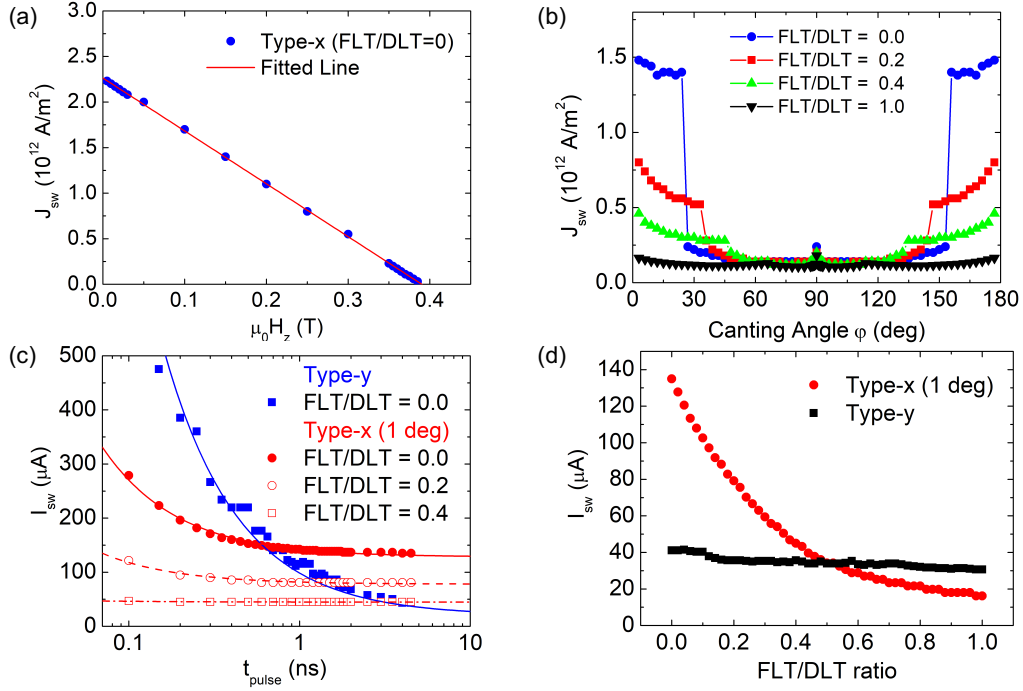 (a)
3.0
2.5
2.0
1.5
1.0
0.5
0.0
J_sw (10^12 A/m^2)
Type-x (FLT/DLT=0)
Fitted Line
0.0 0.1 0.2 0.3 0.4
μ_0H_z (T)
(b)
1.5
1.0
0.5
0.0
J_sw (10^12 A/m^2)
FLT/DLT = 0.0
FLT/DLT = 0.2
FLT/DLT = 0.4
FLT/DLT = 1.0
0 30 60 90 120 150 180
Canting Angle φ (deg)
(c)
500
400
300
200
100
0
I_sw (μA)
Type-y
FLT/DLT = 0.0
Type-x (1 deg)
FLT/DLT = 0.0
FLT/DLT = 0.2
FLT/DLT = 0.4
0.1 1 10
t_pulse (ns)
(d)
140
120
100
80
60
40
20
0
I_sw (μA)
Type-x (1 deg)
Type-y
0.0 0.2 0.4 0.6 0.8 1.0
FLT/DLT ratio